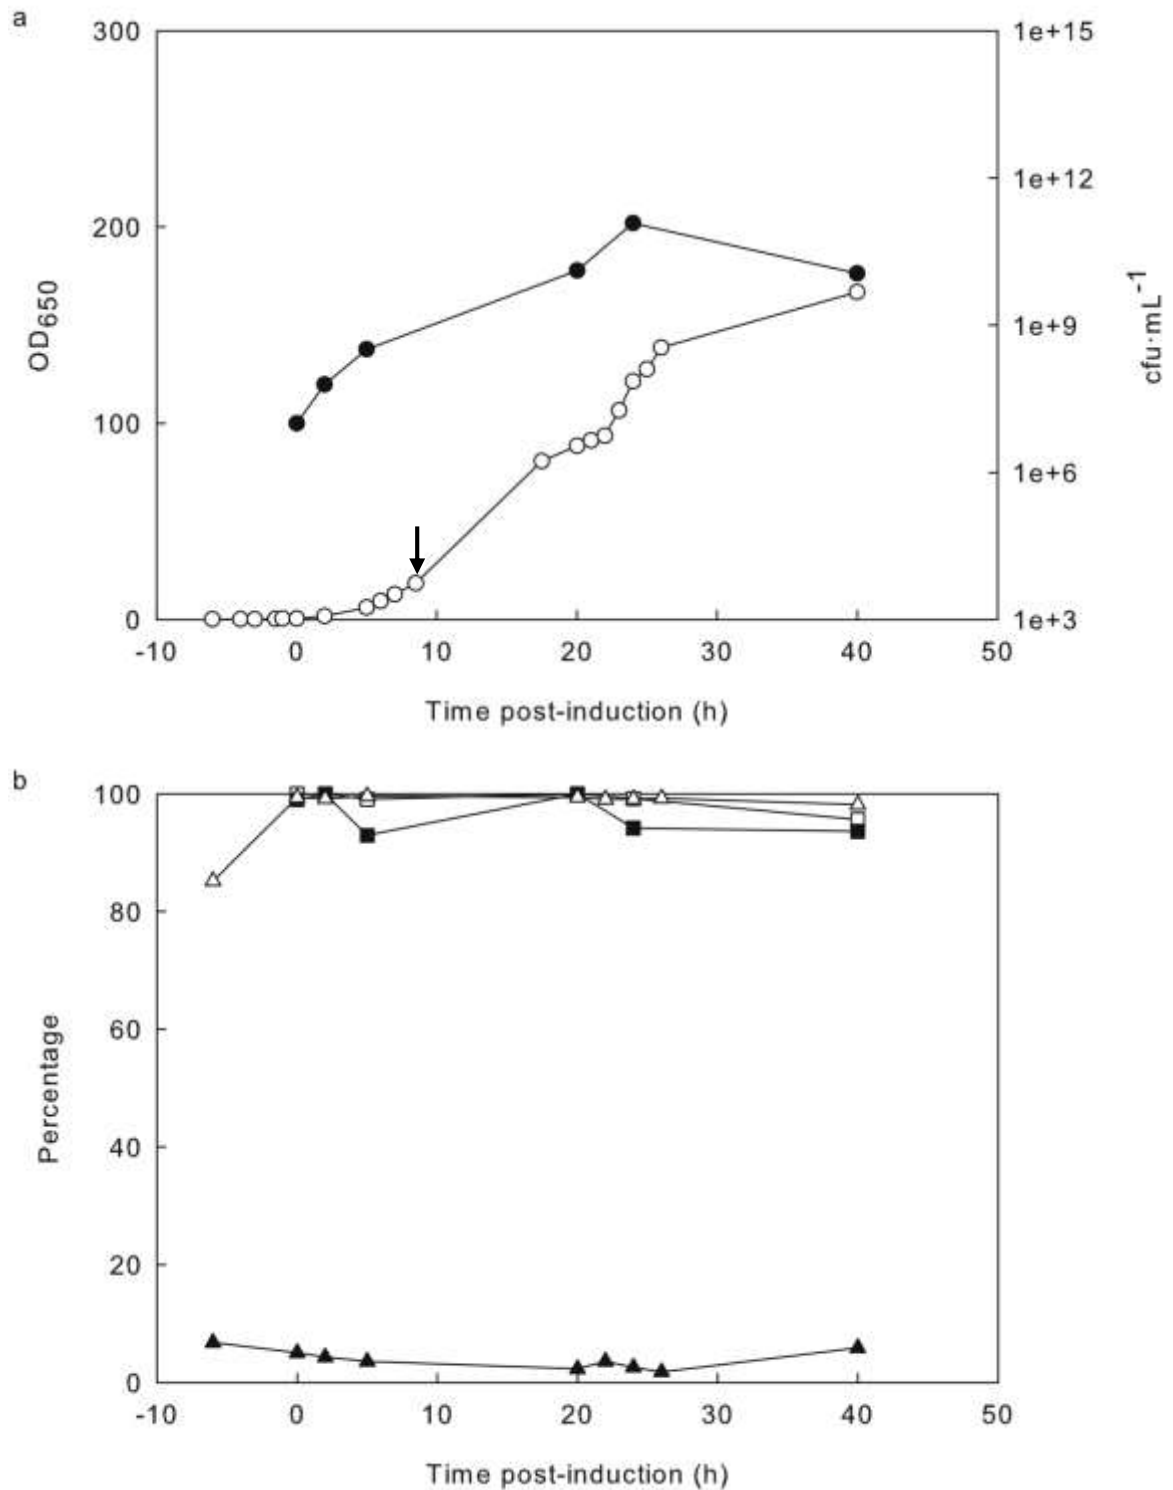 a
300
200
100
0
OD650
1e+15
1e+12
1e+9
1e+6
1e+3
cfu·mL-1
-10 0 10 20 30 40 50
Time post-induction (h)
b
100
80
60
40
20
0
Percentage
-10 0 10 20 30 40 50
Time post-induction (h)